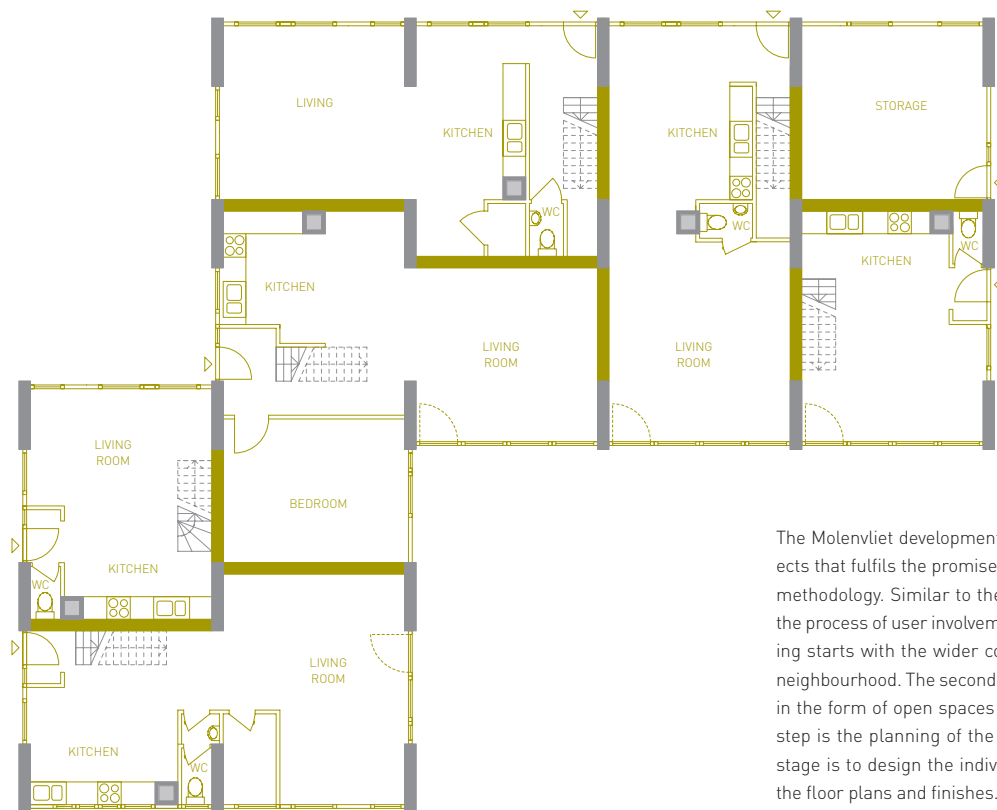 LIVING
KITCHEN
KITCHEN
STORAGE
WC
WC
WC
KITCHEN
KITCHEN
LIVING
ROOM
LIVING
ROOM
LIVING
ROOM
BEDROOM
KITCHEN
WC
LIVING
ROOM
KITCHEN
WC
The Molenvliet development
ects that fulfils the promise
methodology. Similar to the
the process of user involvem
ing starts with the wider co
neighbourhood. The second
in the form of open spaces
step is the planning of the
stage is to design the indiv
the floor plans and finishes.